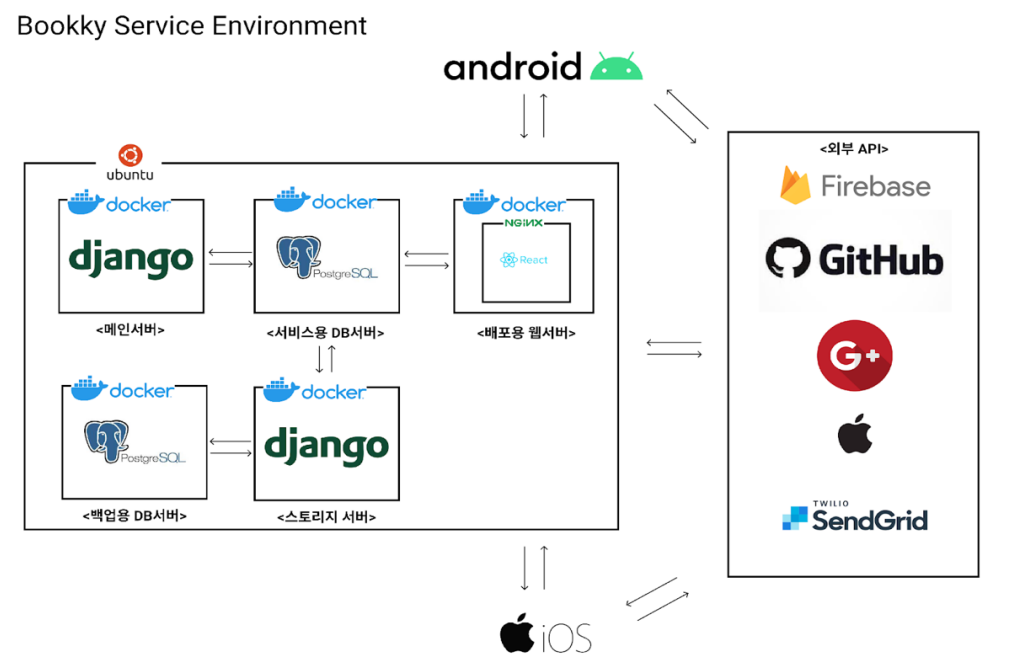 Bookky Service Environment
android
ubuntu
docker
django
<메인서버>
docker
PostgreSQL
<서비스용 DB서버>
docker
NGiNX
React
<배포용 웹서버>
docker
PostgreSQL
<백업용 DB서버>
docker
django
<스토리지 서버>
<외부 API>
Firebase
GitHub
G+
TWILIO
SendGrid
iOS